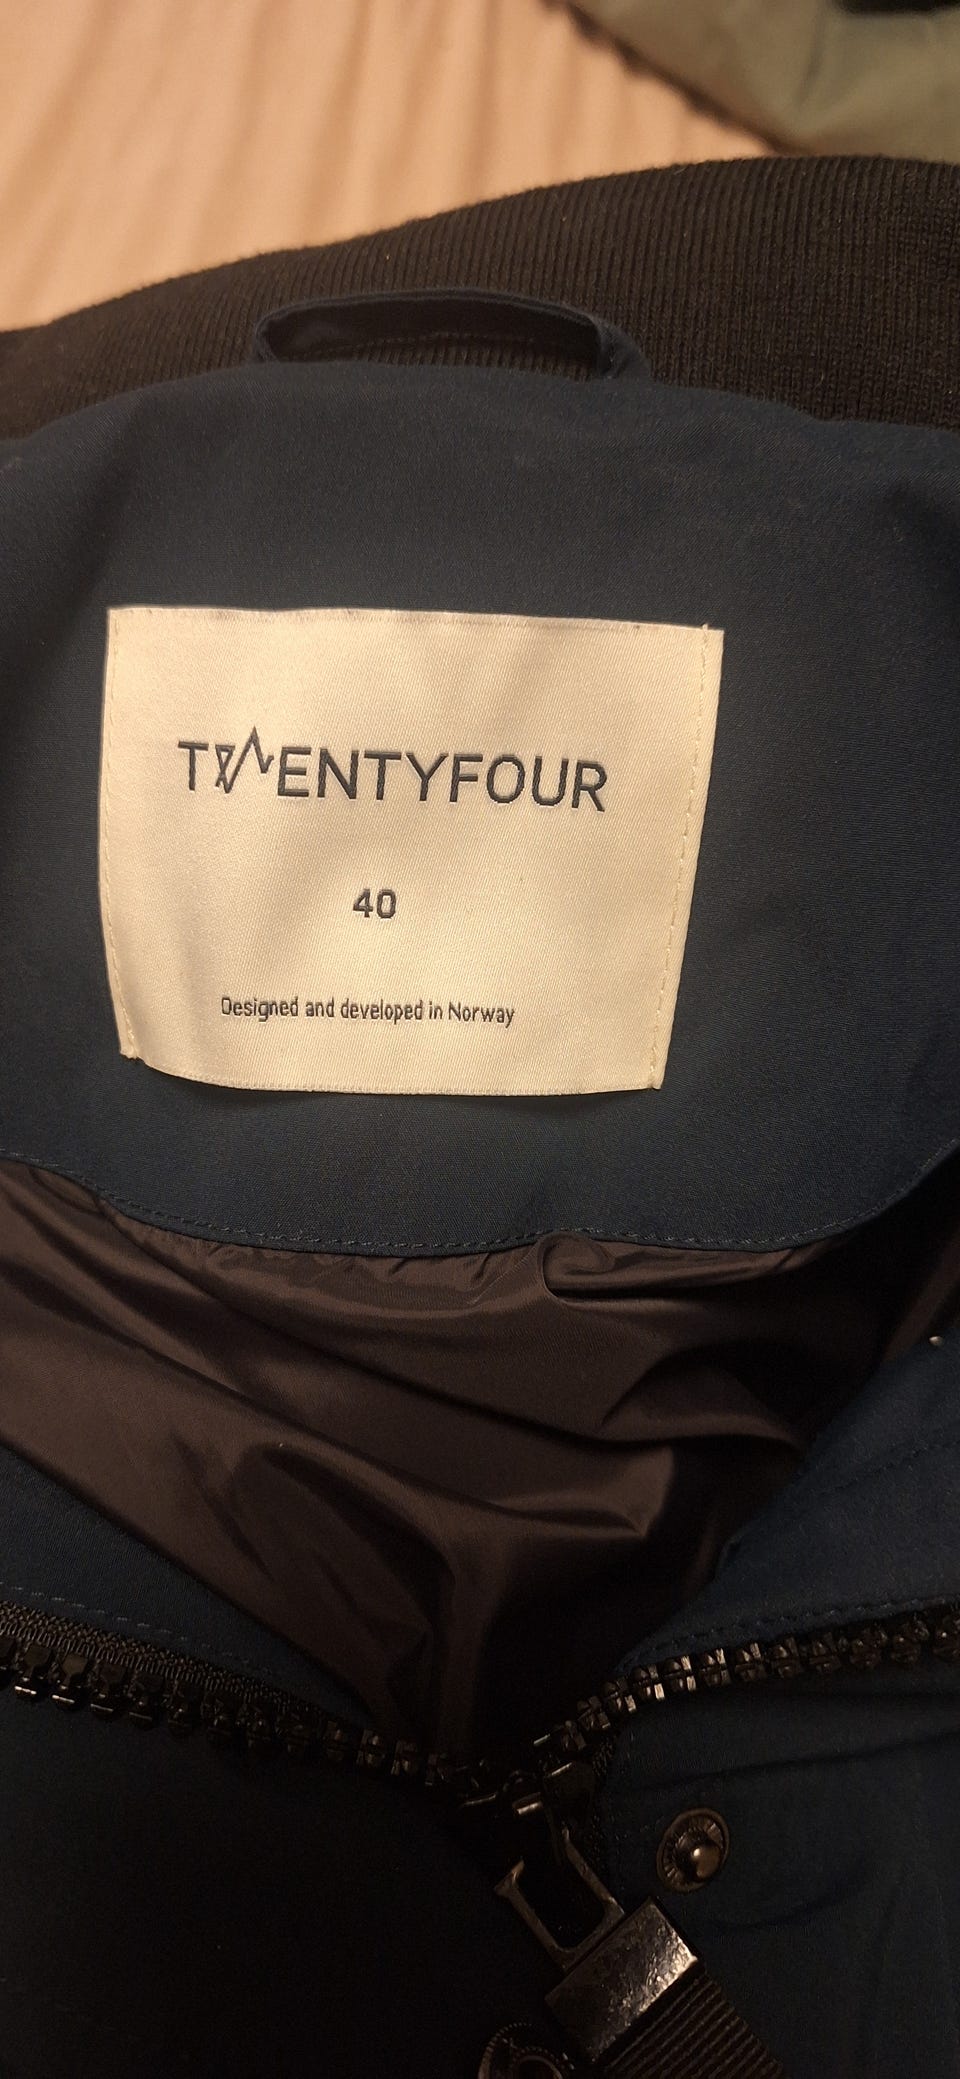 TWENTYFOUR
40
Designed and developed in Norway